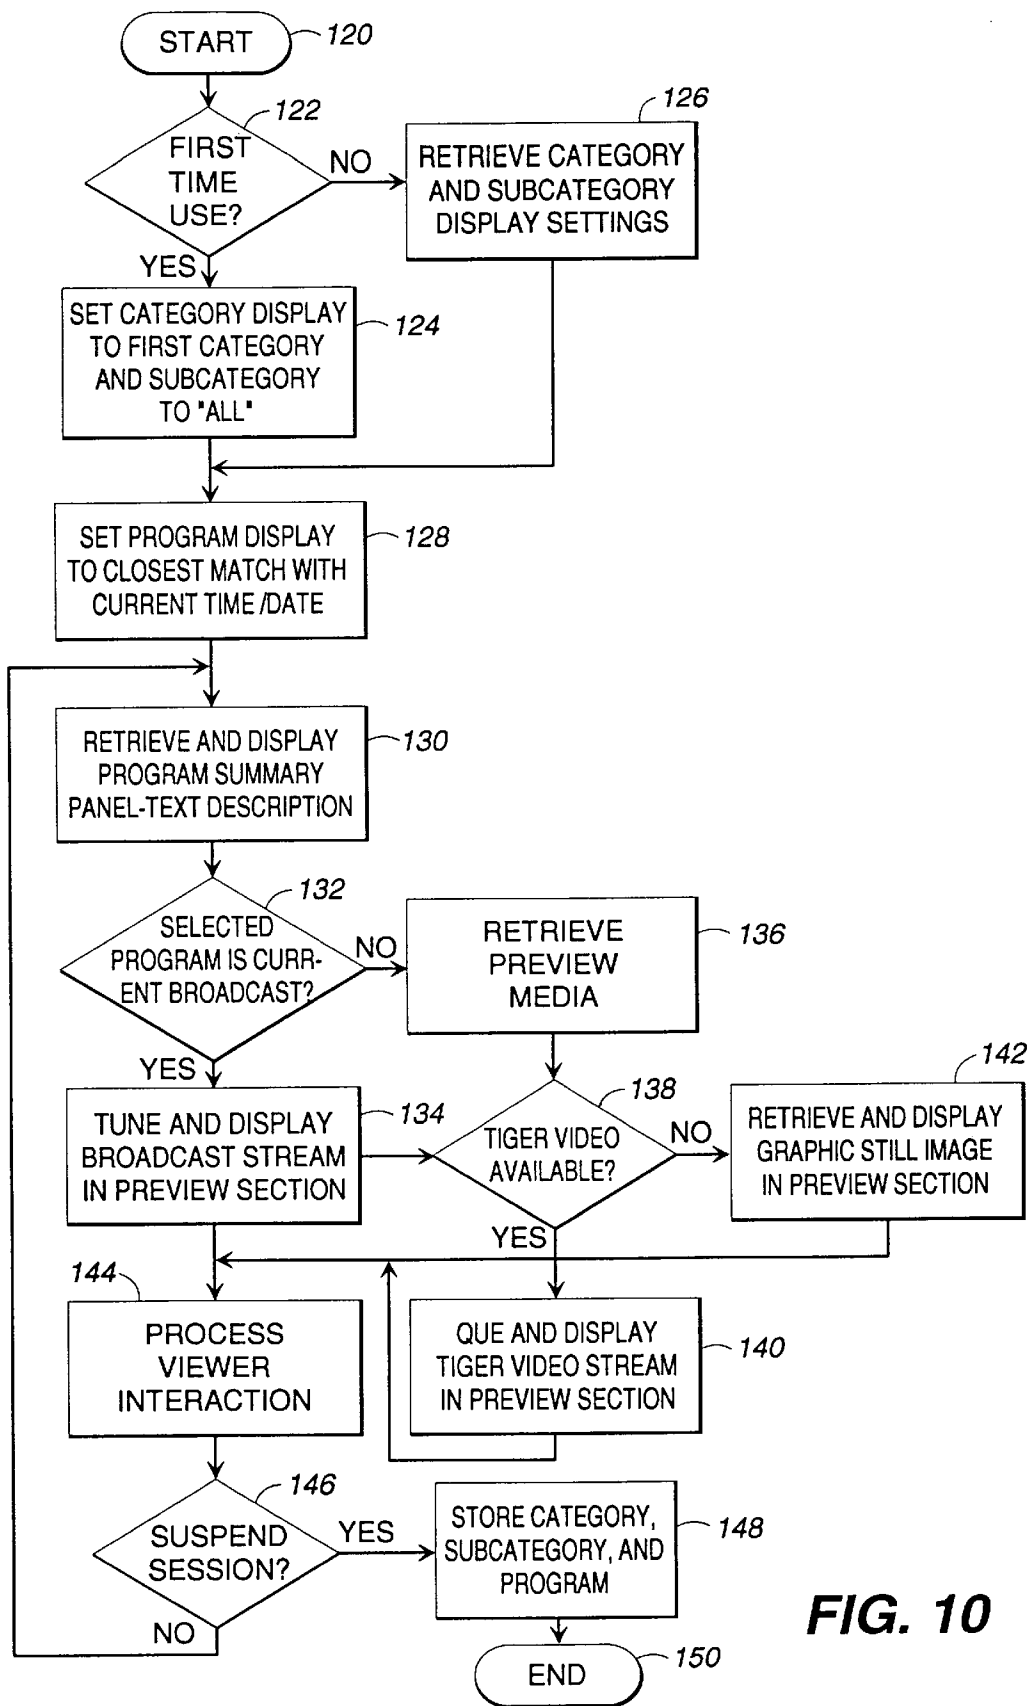 START
120
122
FIRST
TIME
USE?
NO
126
RETRIEVE CATEGORY
AND SUBCATEGORY
DISPLAY SETTINGS
YES
SET CATEGORY DISPLAY
TO FIRST CATEGORY
AND SUBCATEGORY
TO "ALL"
124
SET PROGRAM DISPLAY
TO CLOSEST MATCH WITH
CURRENT TIME/DATE
128
RETRIEVE AND DISPLAY
PROGRAM SUMMARY
PANEL-TEXT DESCRIPTION
130
132
SELECTED
PROGRAM IS CURR-
ENT BROADCAST?
NO
RETRIEVE
PREVIEW
MEDIA
136
YES
TUNE AND DISPLAY
BROADCAST STREAM
IN PREVIEW SECTION
134
138
TIGER VIDEO
AVAILABLE?
NO
142
RETRIEVE AND DISPLAY
GRAPHIC STILL IMAGE
IN PREVIEW SECTION
YES
144
PROCESS
VIEWER
INTERACTION
QUE AND DISPLAY
TIGER VIDEO STREAM
IN PREVIEW SECTION
140
146
SUSPEND
SESSION?
YES
STORE CATEGORY,
SUBCATEGORY, AND
PROGRAM
148
NO
END
150
FIG. 10